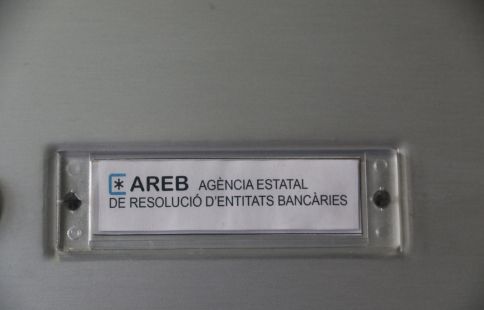 AREB AGÈNCIA ESTATAL
DE RESOLUCIÓ D'ENTITATS BANCÀRIES